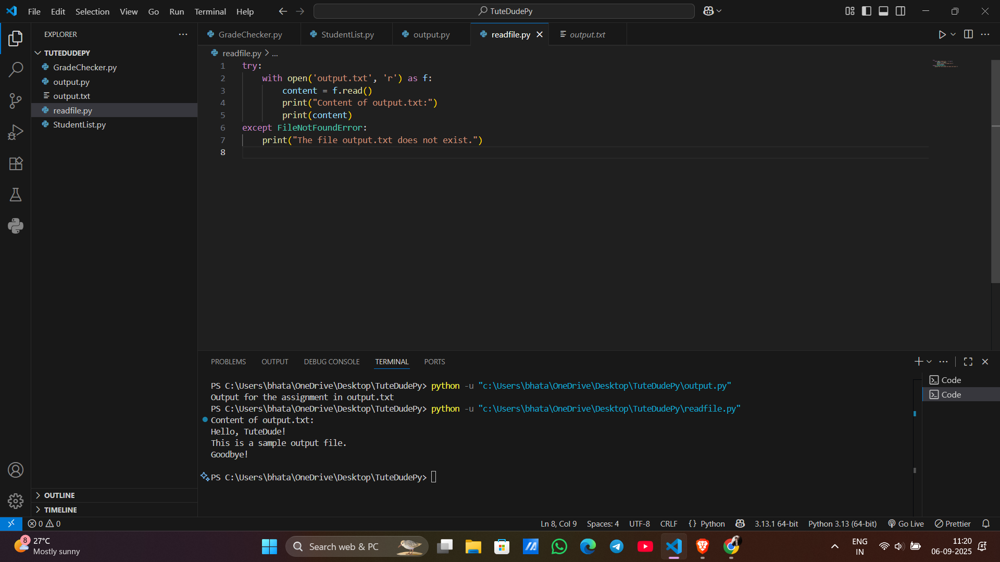 File Edit Selection View Go Run Terminal Help
TuteDudePy
EXPLORER
TUTEDUDEPY
GradeChecker.py
output.py
output.txt
readfile.py
StudentList.py
OUTLINE
TIMELINE
GradeChecker.py StudentList.py output.py readfile.py output.txt
readfile.py > ...
1 try:
2 with open('output.txt', 'r') as f:
3 content = f.read()
4 print("Content of output.txt:")
5 print(content)
6 except FileNotFoundError:
7 print("The file output.txt does not exist.")
8
PROBLEMS OUTPUT DEBUG CONSOLE TERMINAL PORTS
PS C:\Users\bhata\OneDrive\Desktop\TuteDudePy> python -u "c:\Users\bhata\OneDrive\Desktop\TuteDudePy\output.py"
Output for the assignment in output.txt
PS C:\Users\bhata\OneDrive\Desktop\TuteDudePy> python -u "c:\Users\bhata\OneDrive\Desktop\TuteDudePy\readfile.py"
Content of output.txt:
Hello, TuteDude!
This is a sample output file.
Goodbye!
PS C:\Users\bhata\OneDrive\Desktop\TuteDudePy>
Code
Code
0 0
Ln 8, Col 9 Spaces: 4 UTF-8 CRLF {} Python 3.13.1 64-bit Python 3.13 (64-bit) Go Live Prettier
8 27°C
Mostly sunny
Search web & PC
ENG
IN
11:20
06-09-2025